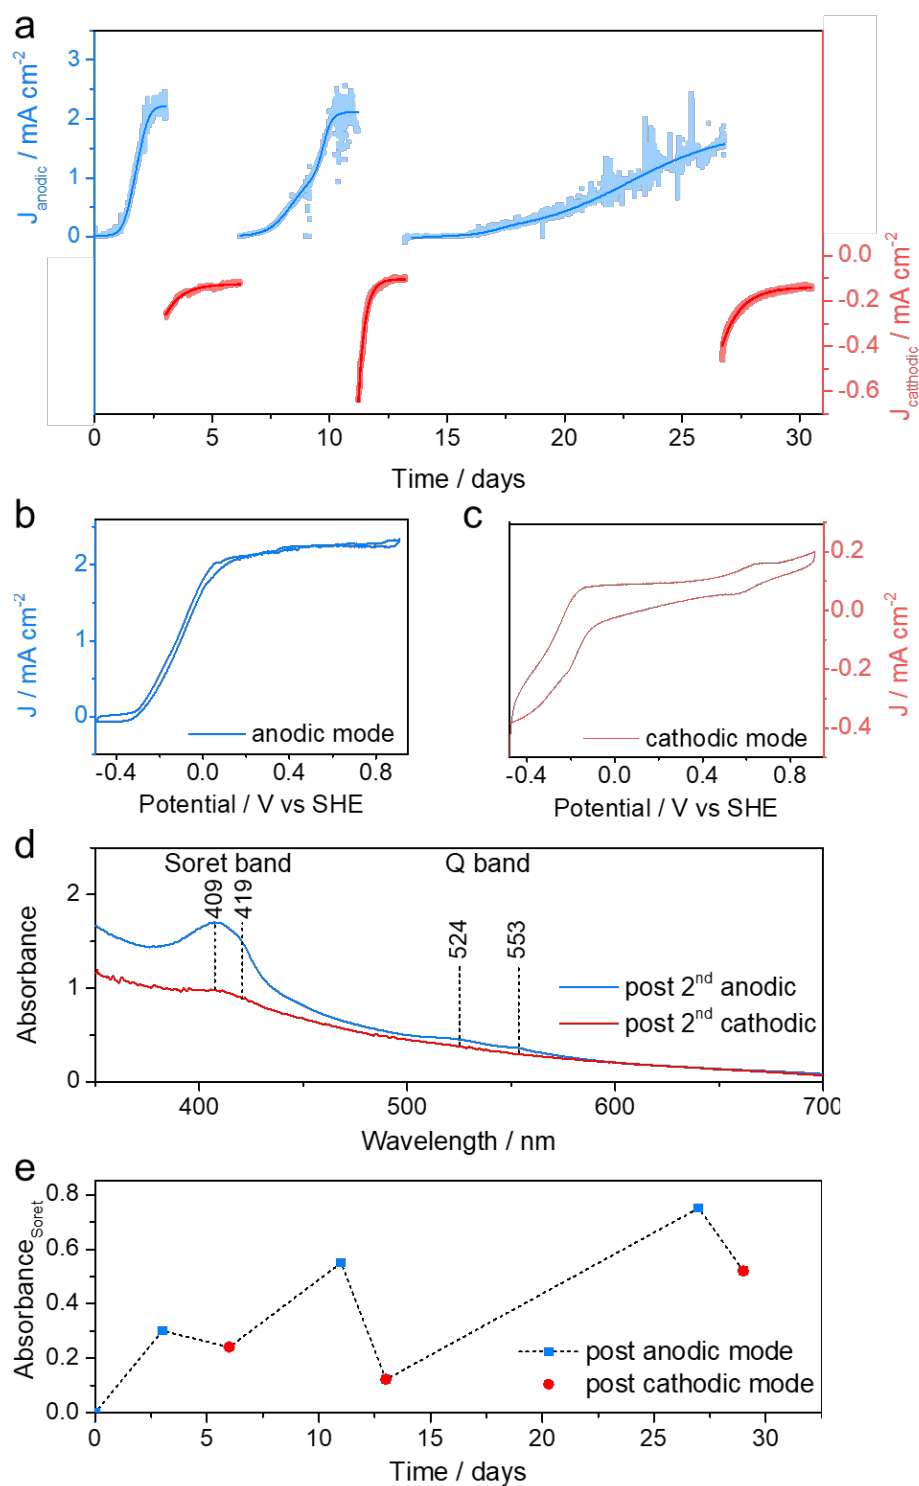 a
J_anodic / mA cm⁻²
3
2
1
0
0.0
-0.2
-0.4
-0.6
J_catthodic / mA cm⁻²
0 5 10 15 20 25 30
Time / days
b
J / mA cm⁻²
2
1
0
anodic mode
-0.4 0.0 0.4 0.8
Potential / V vs SHE
c
0.2
0.0
-0.2
-0.4
J / mA cm⁻²
cathodic mode
-0.4 0.0 0.4 0.8
Potential / V vs SHE
d
Soret band
Q band
409
419
524
553
Absorbance
2
1
0
post 2ⁿᵈ anodic
post 2ⁿᵈ cathodic
400 500 600 700
Wavelength / nm
e
Absorbance_Soret
0.8
0.6
0.4
0.2
0.0
post anodic mode
post cathodic mode
0 5 10 15 20 25 30
Time / days